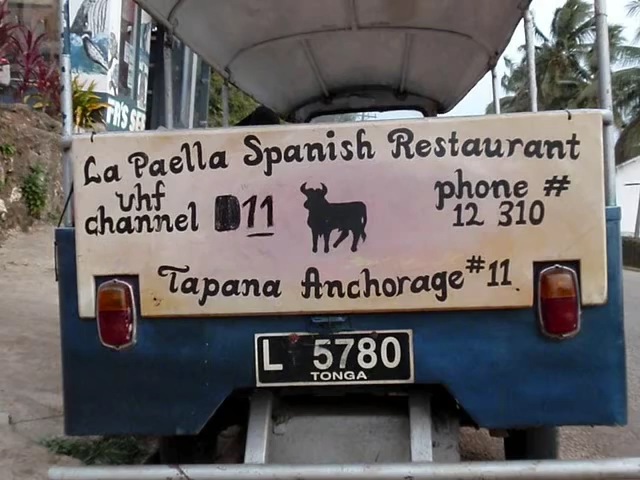 La Paella Spanish Restaurant
vhf
channel 11
phone #
12 310
Tapana Anchorage #11
L 5780
TONGA